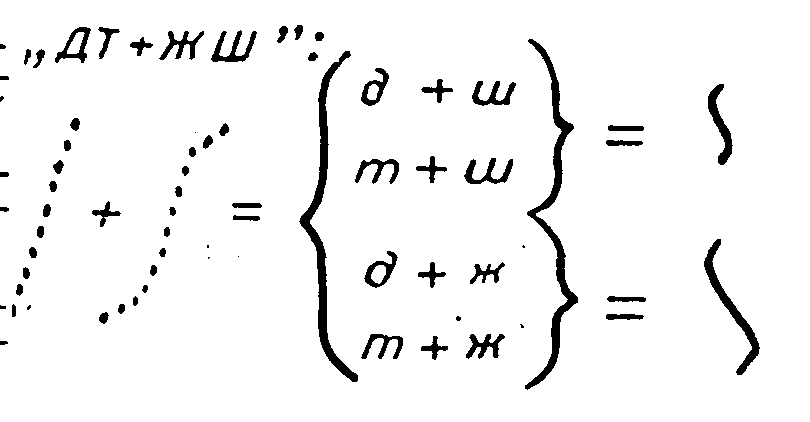 „ДТ+ЖШ”:
д + ш
т + ш
=
+
=
д + ж
т + ж
=